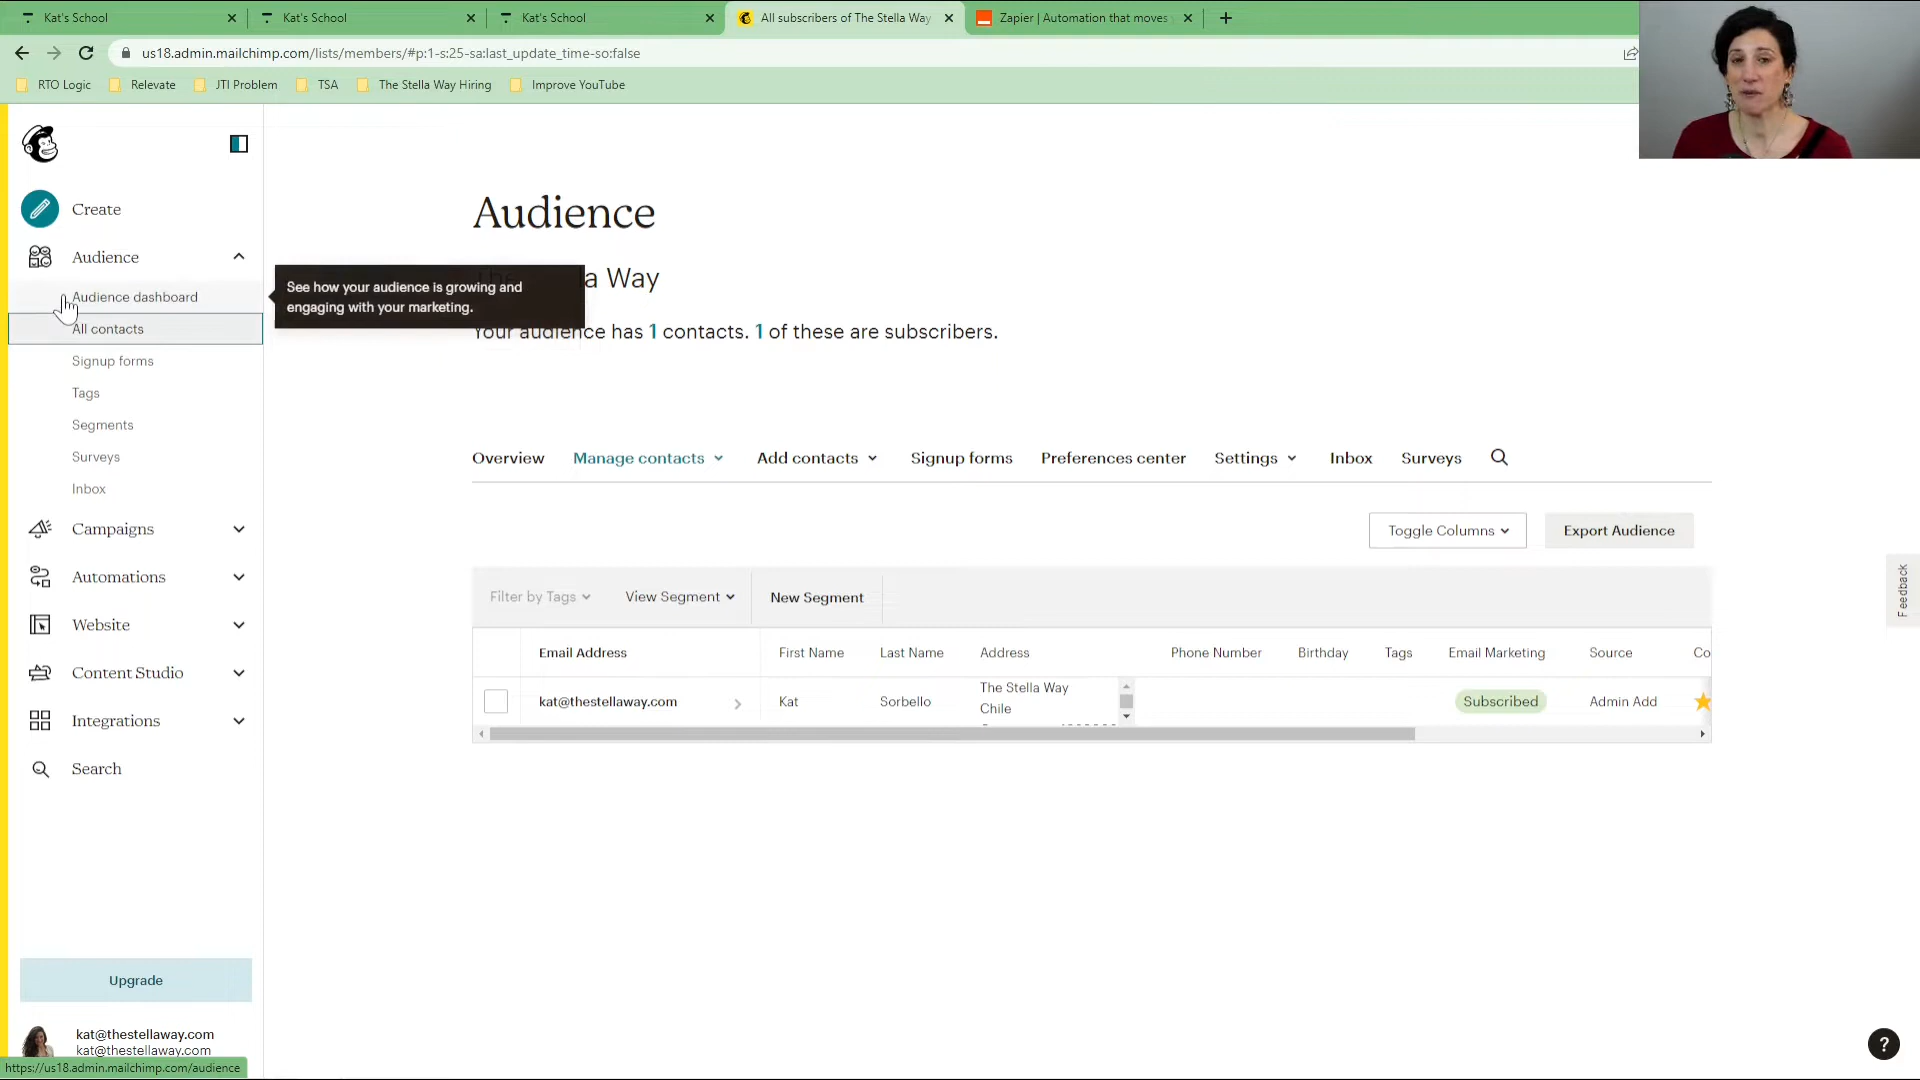 Kat's School
Kat's School
Kat's School
All subscribers of The Stella Way
Zapier | Automation that moves
us18.admin.mailchimp.com/lists/members/#p:1-s:25-sa:last_update_time-so:false
RTO Logic
Relevate
JTI Problem
TSA
The Stella Way Hiring
Improve YouTube
Create
Audience
Audience dashboard
All contacts
Signup forms
Tags
Segments
Surveys
Inbox
Campaigns
Automations
Website
Content Studio
Integrations
Search
Upgrade
kat@thestellaway.com
kat@thestellaway.com
https://us18.admin.mailchimp.com/audience
See how your audience is growing and
engaging with your marketing.
Audience
la Way
Your audience has 1 contacts. 1 of these are subscribers.
Overview
Manage contacts
Add contacts
Signup forms
Preferences center
Settings
Inbox
Surveys
Toggle Columns
Export Audience
Filter by Tags
View Segment
New Segment
Email Address
First Name
Last Name
Address
Phone Number
Birthday
Tags
Email Marketing
Source
Co
kat@thestellaway.com
Kat
Sorbello
The Stella Way
Chile
Subscribed
Admin Add
Feedback
?